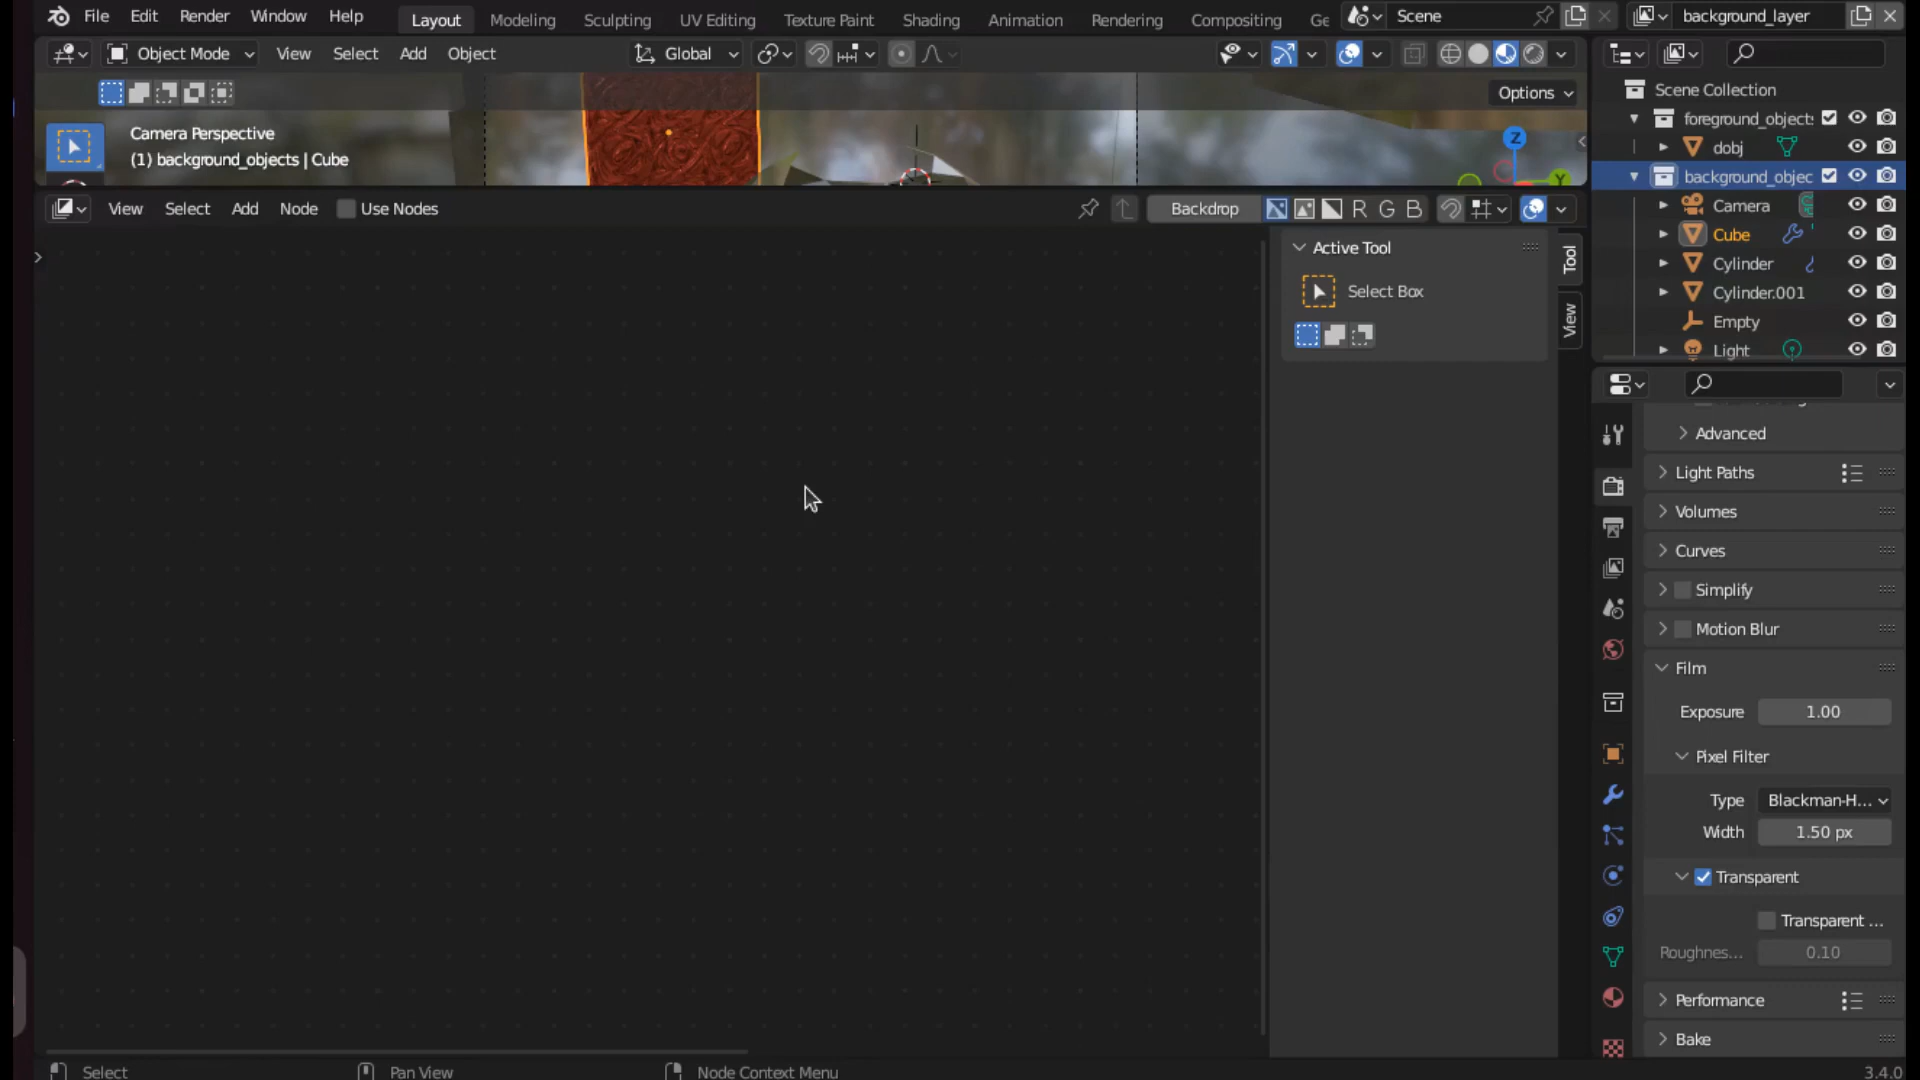 File Edit Render Window Help Layout Modeling Sculpting UV Editing Texture Paint Shading Animation Rendering Compositing Ge Scene background_layer
Object Mode View Select Add Object Global
Options
Camera Perspective
(1) background_objects | Cube
Z
Y
View Select Add Node Use Nodes Backdrop R G B
Active Tool
Select Box
Tool
View
Scene Collection
foreground_objects
dobj
background_objec
Camera
Cube
Cylinder
Cylinder.001
Empty
Light
Advanced
Light Paths
Volumes
Curves
Simplify
Motion Blur
Film
Exposure 1.00
Pixel Filter
Type Blackman-H...
Width 1.50 px
Transparent
Transparent ...
Roughnes... 0.10
Performance
Bake
Select Pan View Node Context Menu 3.4.0